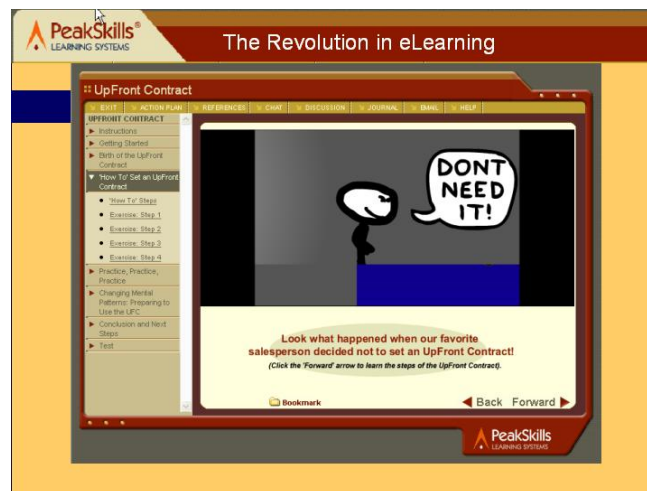 PeakSkills®
LEARNING SYSTEMS
The Revolution in eLearning
UpFront Contract
EXIT ACTION PLAN REFERENCES CHAT DISCUSSION JOURNAL EMAIL HELP
UPFRONT CONTRACT
Instructions
Getting Started
Birth of the UpFront
Contract
'How To' Set an UpFront
Contract
'How To' Steps
Exercise: Step 1
Exercise: Step 2
Exercise: Step 3
Exercise: Step 4
Practice, Practice,
Practice
Changing Mental
Patterns: Preparing to
Use the UFC
Conclusion and Next
Steps
Test
DONT
NEED
IT!
Look what happened when our favorite
salesperson decided not to set an UpFront Contract!
(Click the 'Forward' arrow to learn the steps of the UpFront Contract).
Bookmark
Back Forward
PeakSkills
LEARNING SYSTEMS